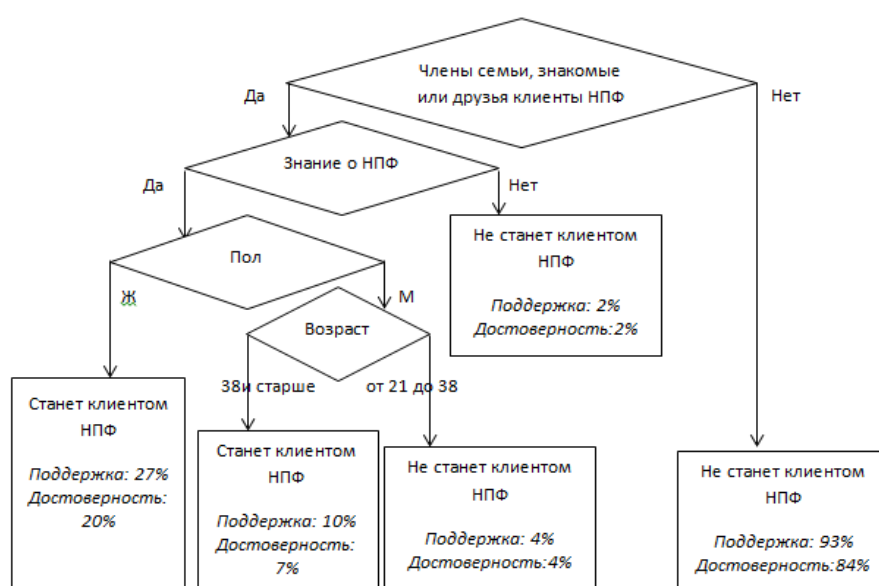 Члены семьи, знакомые
или друзья клиенты НПФ
Да
Нет
Знание о НПФ
Да
Нет
Не станет клиентом
НПФ
Поддержка: 2%
Достоверность:2%
Пол
Ж
М
Возраст
38и старше
от 21 до 38
Станет клиентом
НПФ
Поддержка: 27%
Достоверность:
20%
Станет клиентом
НПФ
Поддержка: 10%
Достоверность:
7%
Не станет клиентом
НПФ
Поддержка: 4%
Достоверность:4%
Не станет клиентом
НПФ
Поддержка: 93%
Достоверность:84%